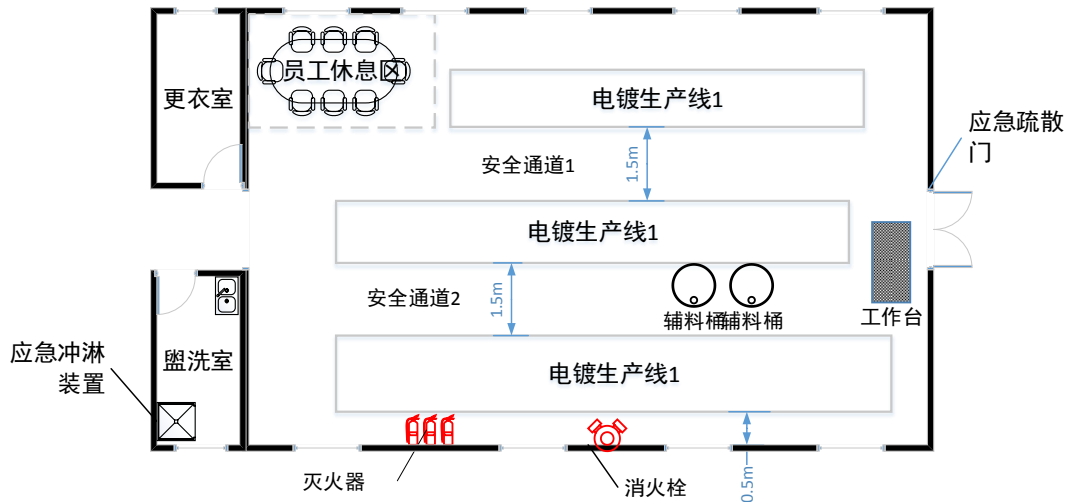 员工休息区
更衣室
电镀生产线1
应急疏散
门
安全通道1
1.5m
电镀生产线1
安全通道2
1.5m
辅料桶
辅料桶
工作台
应急冲淋
装置
盥洗室
电镀生产线1
灭火器
消火栓
0.5m